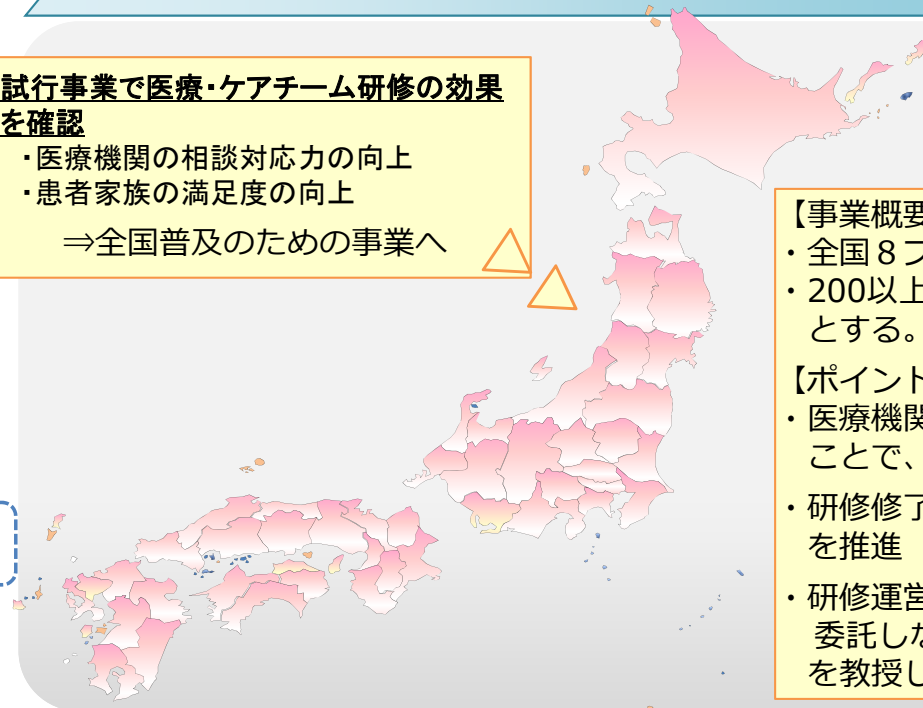 試行事業で医療・ケアチーム研修の効果
を確認
・医療機関の相談対応力の向上
・患者家族の満足度の向上
⇒全国普及のための事業へ
【事業概要
・全国８ブ
・200以上
とする。
【ポイント
・医療機関
ことで、
・研修修了
を推進
・研修運営
委託しな
を教授し